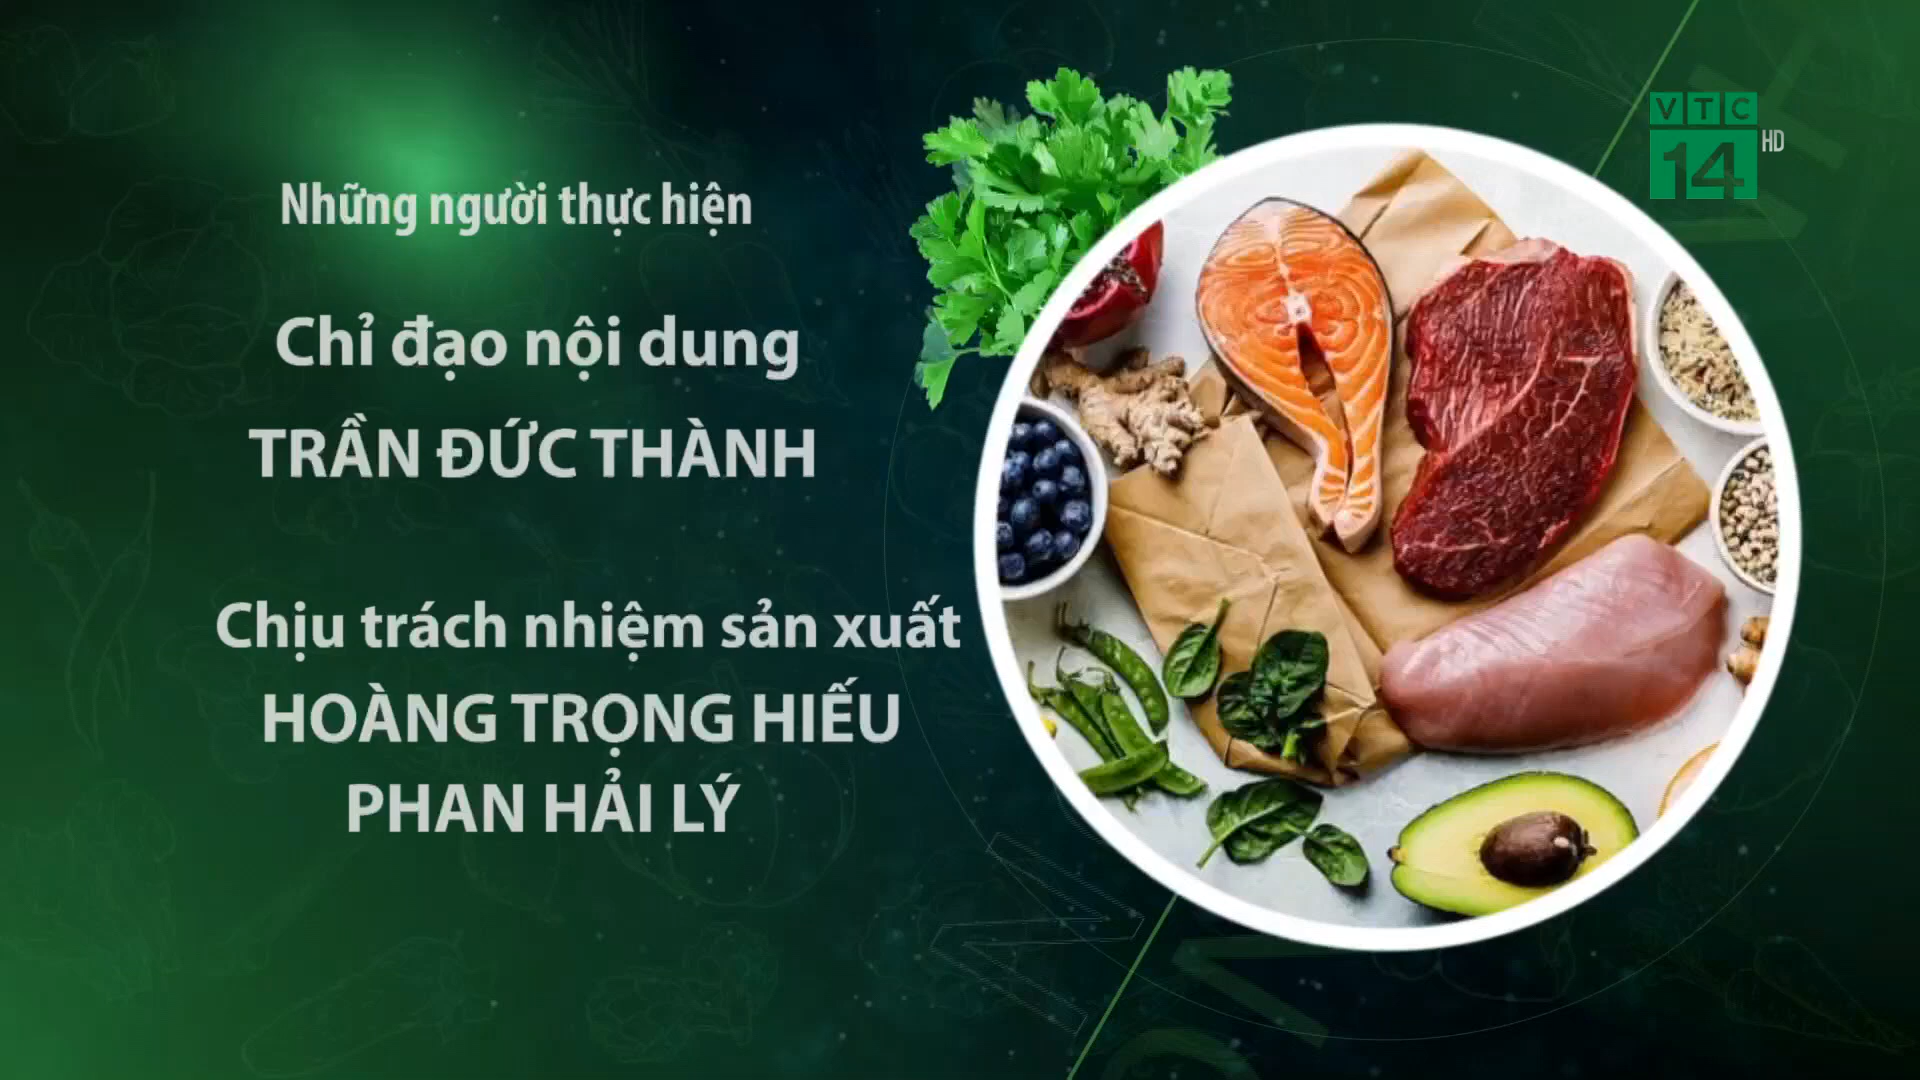 Những người thực hiện
Chỉ đạo nội dung
TRẦN ĐỨC THÀNH
Chịu trách nhiệm sản xuất
HOÀNG TRỌNG HIẾU
PHAN HẢI LÝ
VTC
14
HD